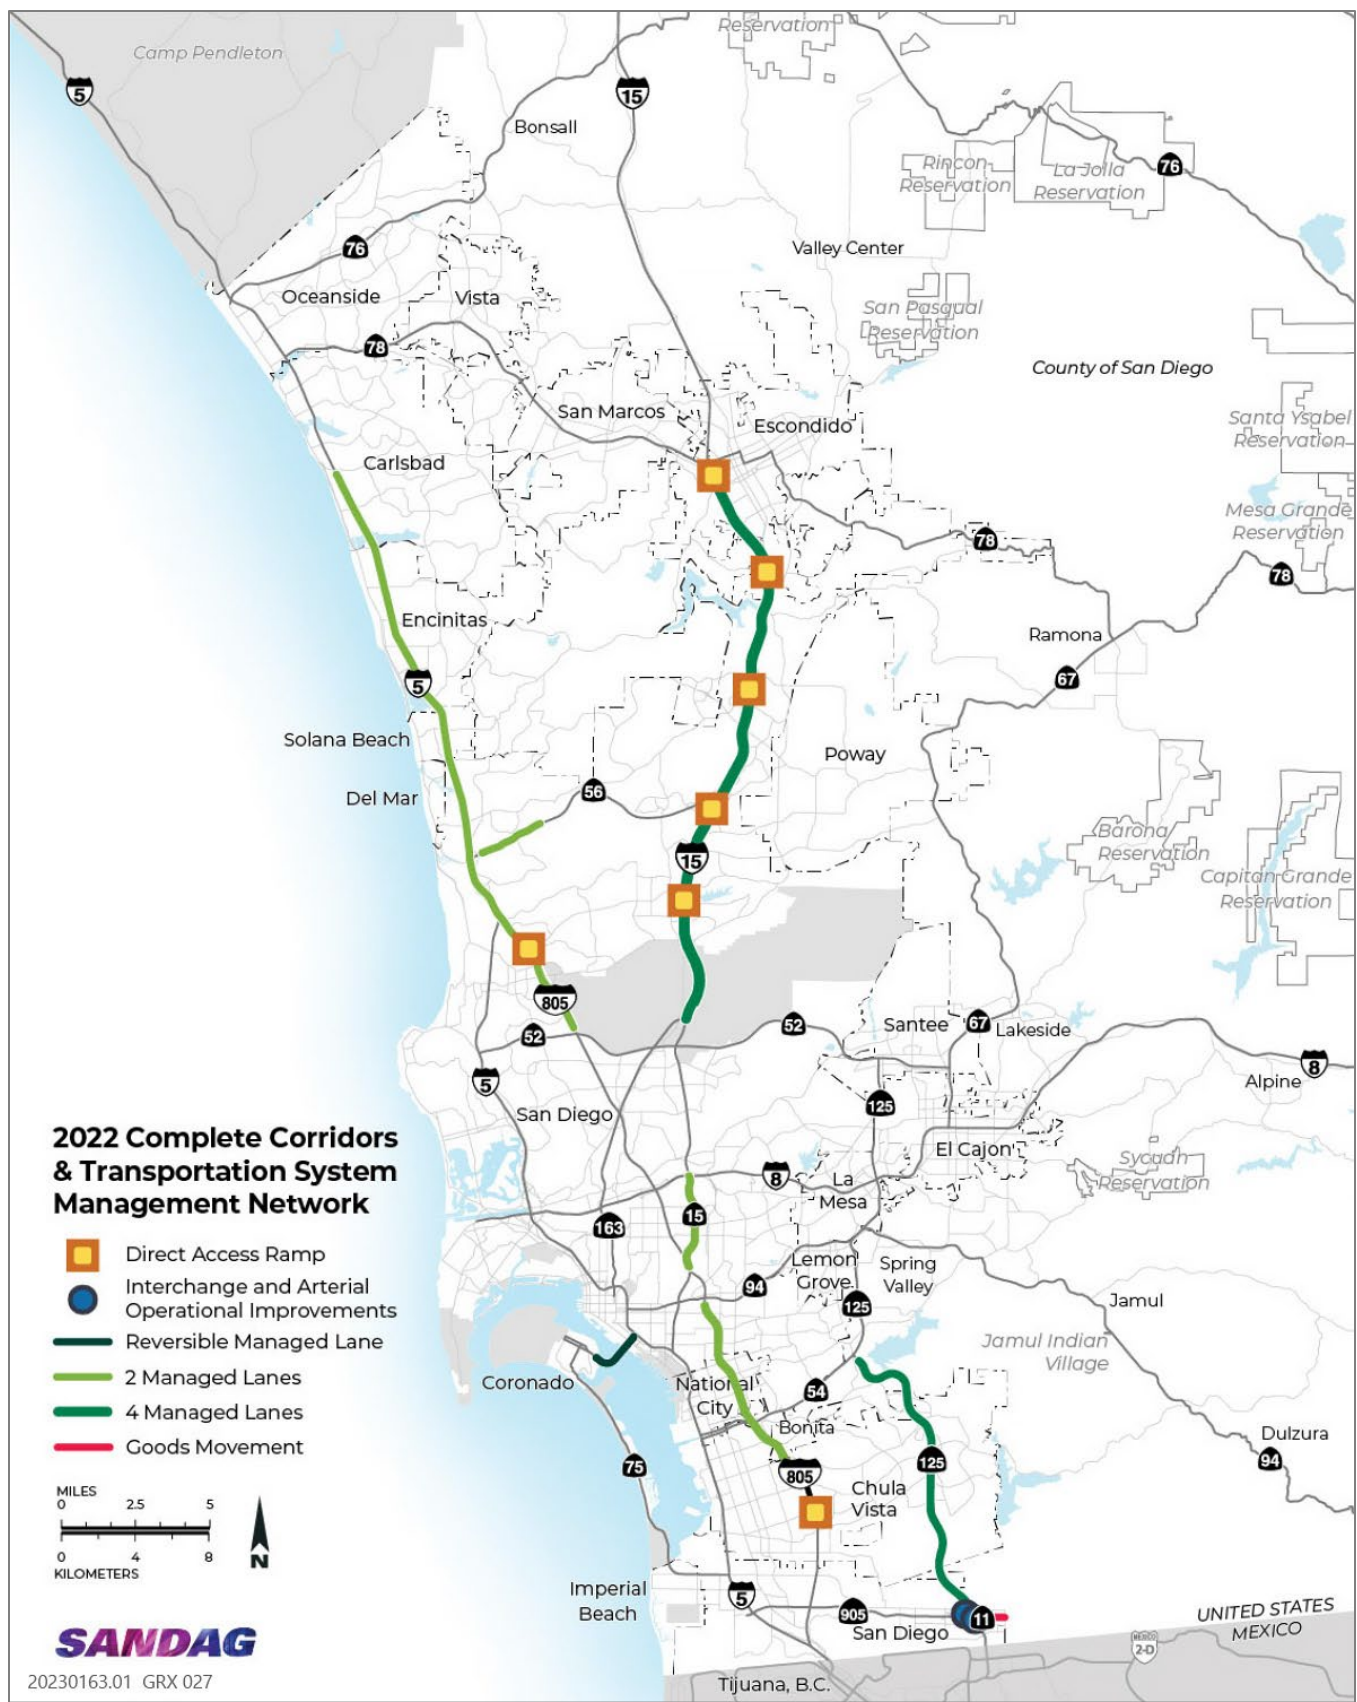 Reservation
Camp Pendleton
5
15
Bonsall
Rincon
Reservation
La Jolla
Reservation
76
76
Valley Center
Oceanside
Vista
San Pasqual
Reservation
78
County of San Diego
San Marcos
Escondido
Santa Ysabel
Reservation
Carlsbad
Mesa Grande
Reservation
78
78
Encinitas
Ramona
67
5
Solana Beach
Poway
Del Mar
56
Barona
Reservation
15
Capitan Grande
Reservation
805
52
52
Santee
67
Lakeside
5
8
Alpine
125
San Diego
El Cajon
Sycuan
Reservation
8
La
Mesa
15
163
Lemon
Grove
Spring
Valley
94
125
Jamul
Jamul Indian
Village
Coronado
National
City
54
Bonita
Dulzura
94
75
125
805
Chula
Vista
Imperial
Beach
5
905
11
San Diego
UNITED STATES
MEXICO
MEXICO
2-D
Tijuana, B.C.
2022 Complete Corridors
& Transportation System
Management Network
Direct Access Ramp
Interchange and Arterial
Operational Improvements
Reversible Managed Lane
2 Managed Lanes
4 Managed Lanes
Goods Movement
MILES
0 2.5 5
0 4 8
KILOMETERS
N
SANDAG
20230163.01 GRX 027